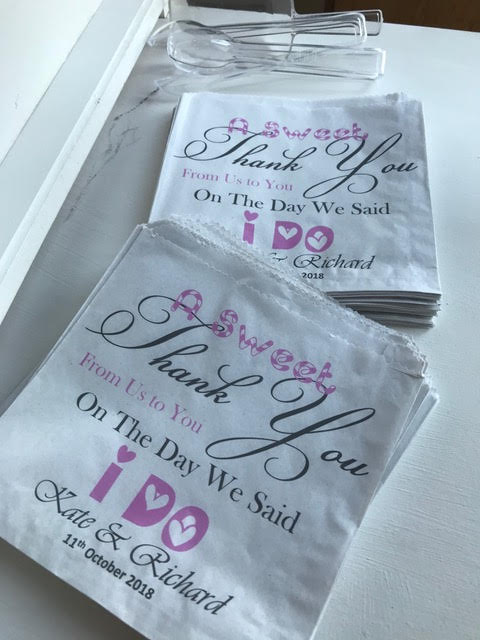 A Sweet
Thank You
From Us to You
On The Day We Said
i Do
& Richard
2018
A Sweet
Thank You
From Us to You
On The Day We Said
i Do
Kate & Richard
11th October 2018